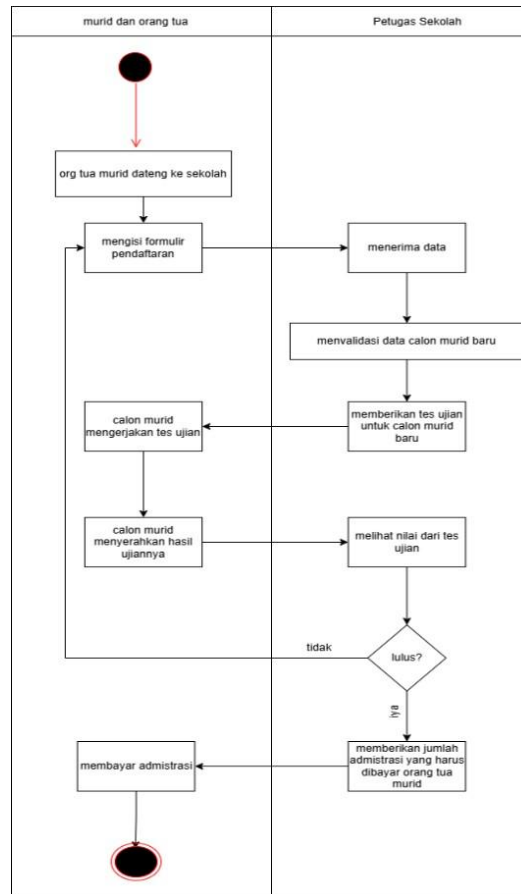 murid dan orang tua
Petugas Sekolah
org tua murid dateng ke sekolah
mengisi formulir
pendaftaran
menerima data
menvalidasi data calon murid baru
memberikan tes ujian
untuk calon murid
baru
calon murid
mengerjakan tes ujian
calon murid
menyerahkan hasil
ujiannya
melihat nilai dari tes
ujian
lulus?
tidak
iya
memberikan jumlah
admistrasi yang harus
dibayar orang tua
murid
membayar admistrasi